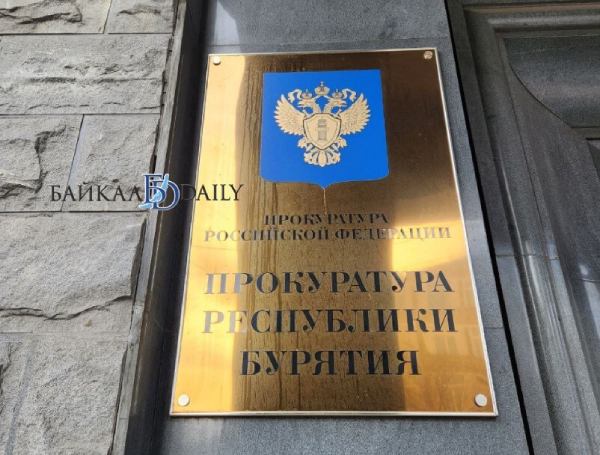 БАЙКАЛ DAILY
ПРОКУРАТУРА
РОССИЙСКОЙ ФЕДЕРАЦИИ
ПРОКУРАТУРА
РЕСПУБЛИКИ
БУРЯТИЯ